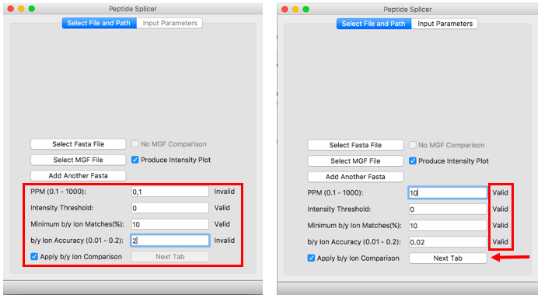 Peptide Splicer
Select File and Path Input Parameters
Select Fasta File No MGF Comparison
Select MGF File Produce Intensity Plot
Add Another Fasta
PPM (0.1 - 1000): 0,1 Invalid
Intensity Threshold: 0 Valid
Minimum b/y Ion Matches(%): 10 Valid
b/y Ion Accuracy (0.01 - 0.2): 2 Invalid
Apply b/y Ion Comparison Next Tab
Peptide Splicer
Select File and Path Input Parameters
Select Fasta File No MGF Comparison
Select MGF File Produce Intensity Plot
Add Another Fasta
PPM (0.1 - 1000): 10 Valid
Intensity Threshold: 0 Valid
Minimum b/y Ion Matches(%): 10 Valid
b/y Ion Accuracy (0.01 - 0.2): 0.02 Valid
Apply b/y Ion Comparison Next Tab